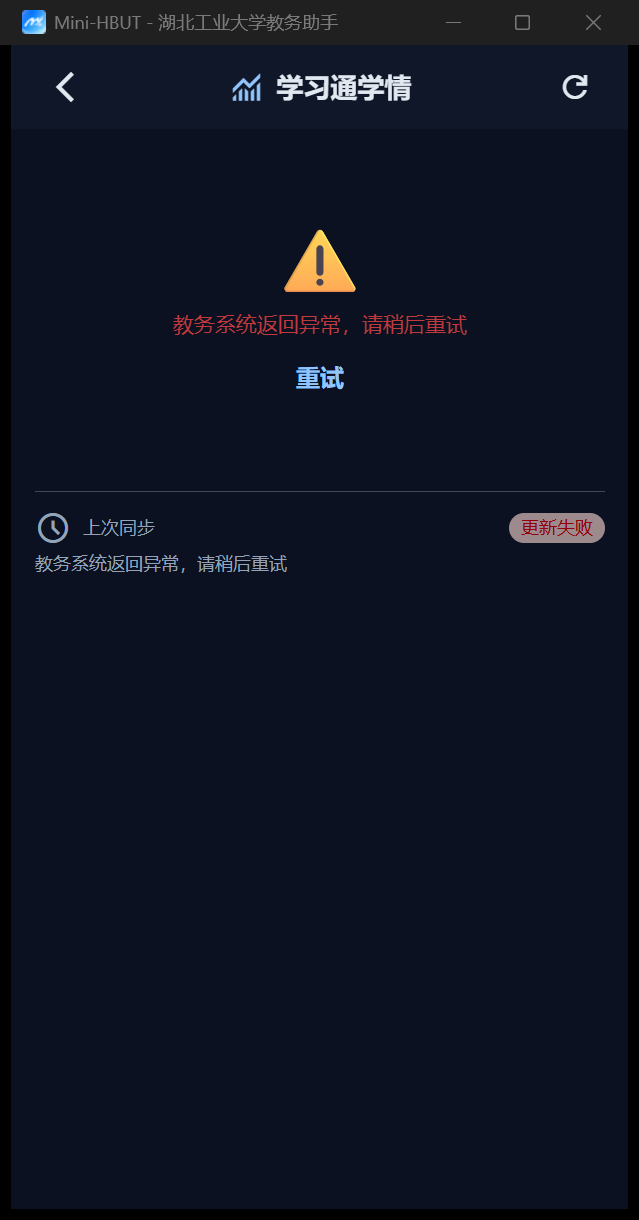 Mini-HBUT - 湖北工业大学教务助手
学习通学情
教务系统返回异常，请稍后重试
重试
上次同步
更新失败
教务系统返回异常，请稍后重试